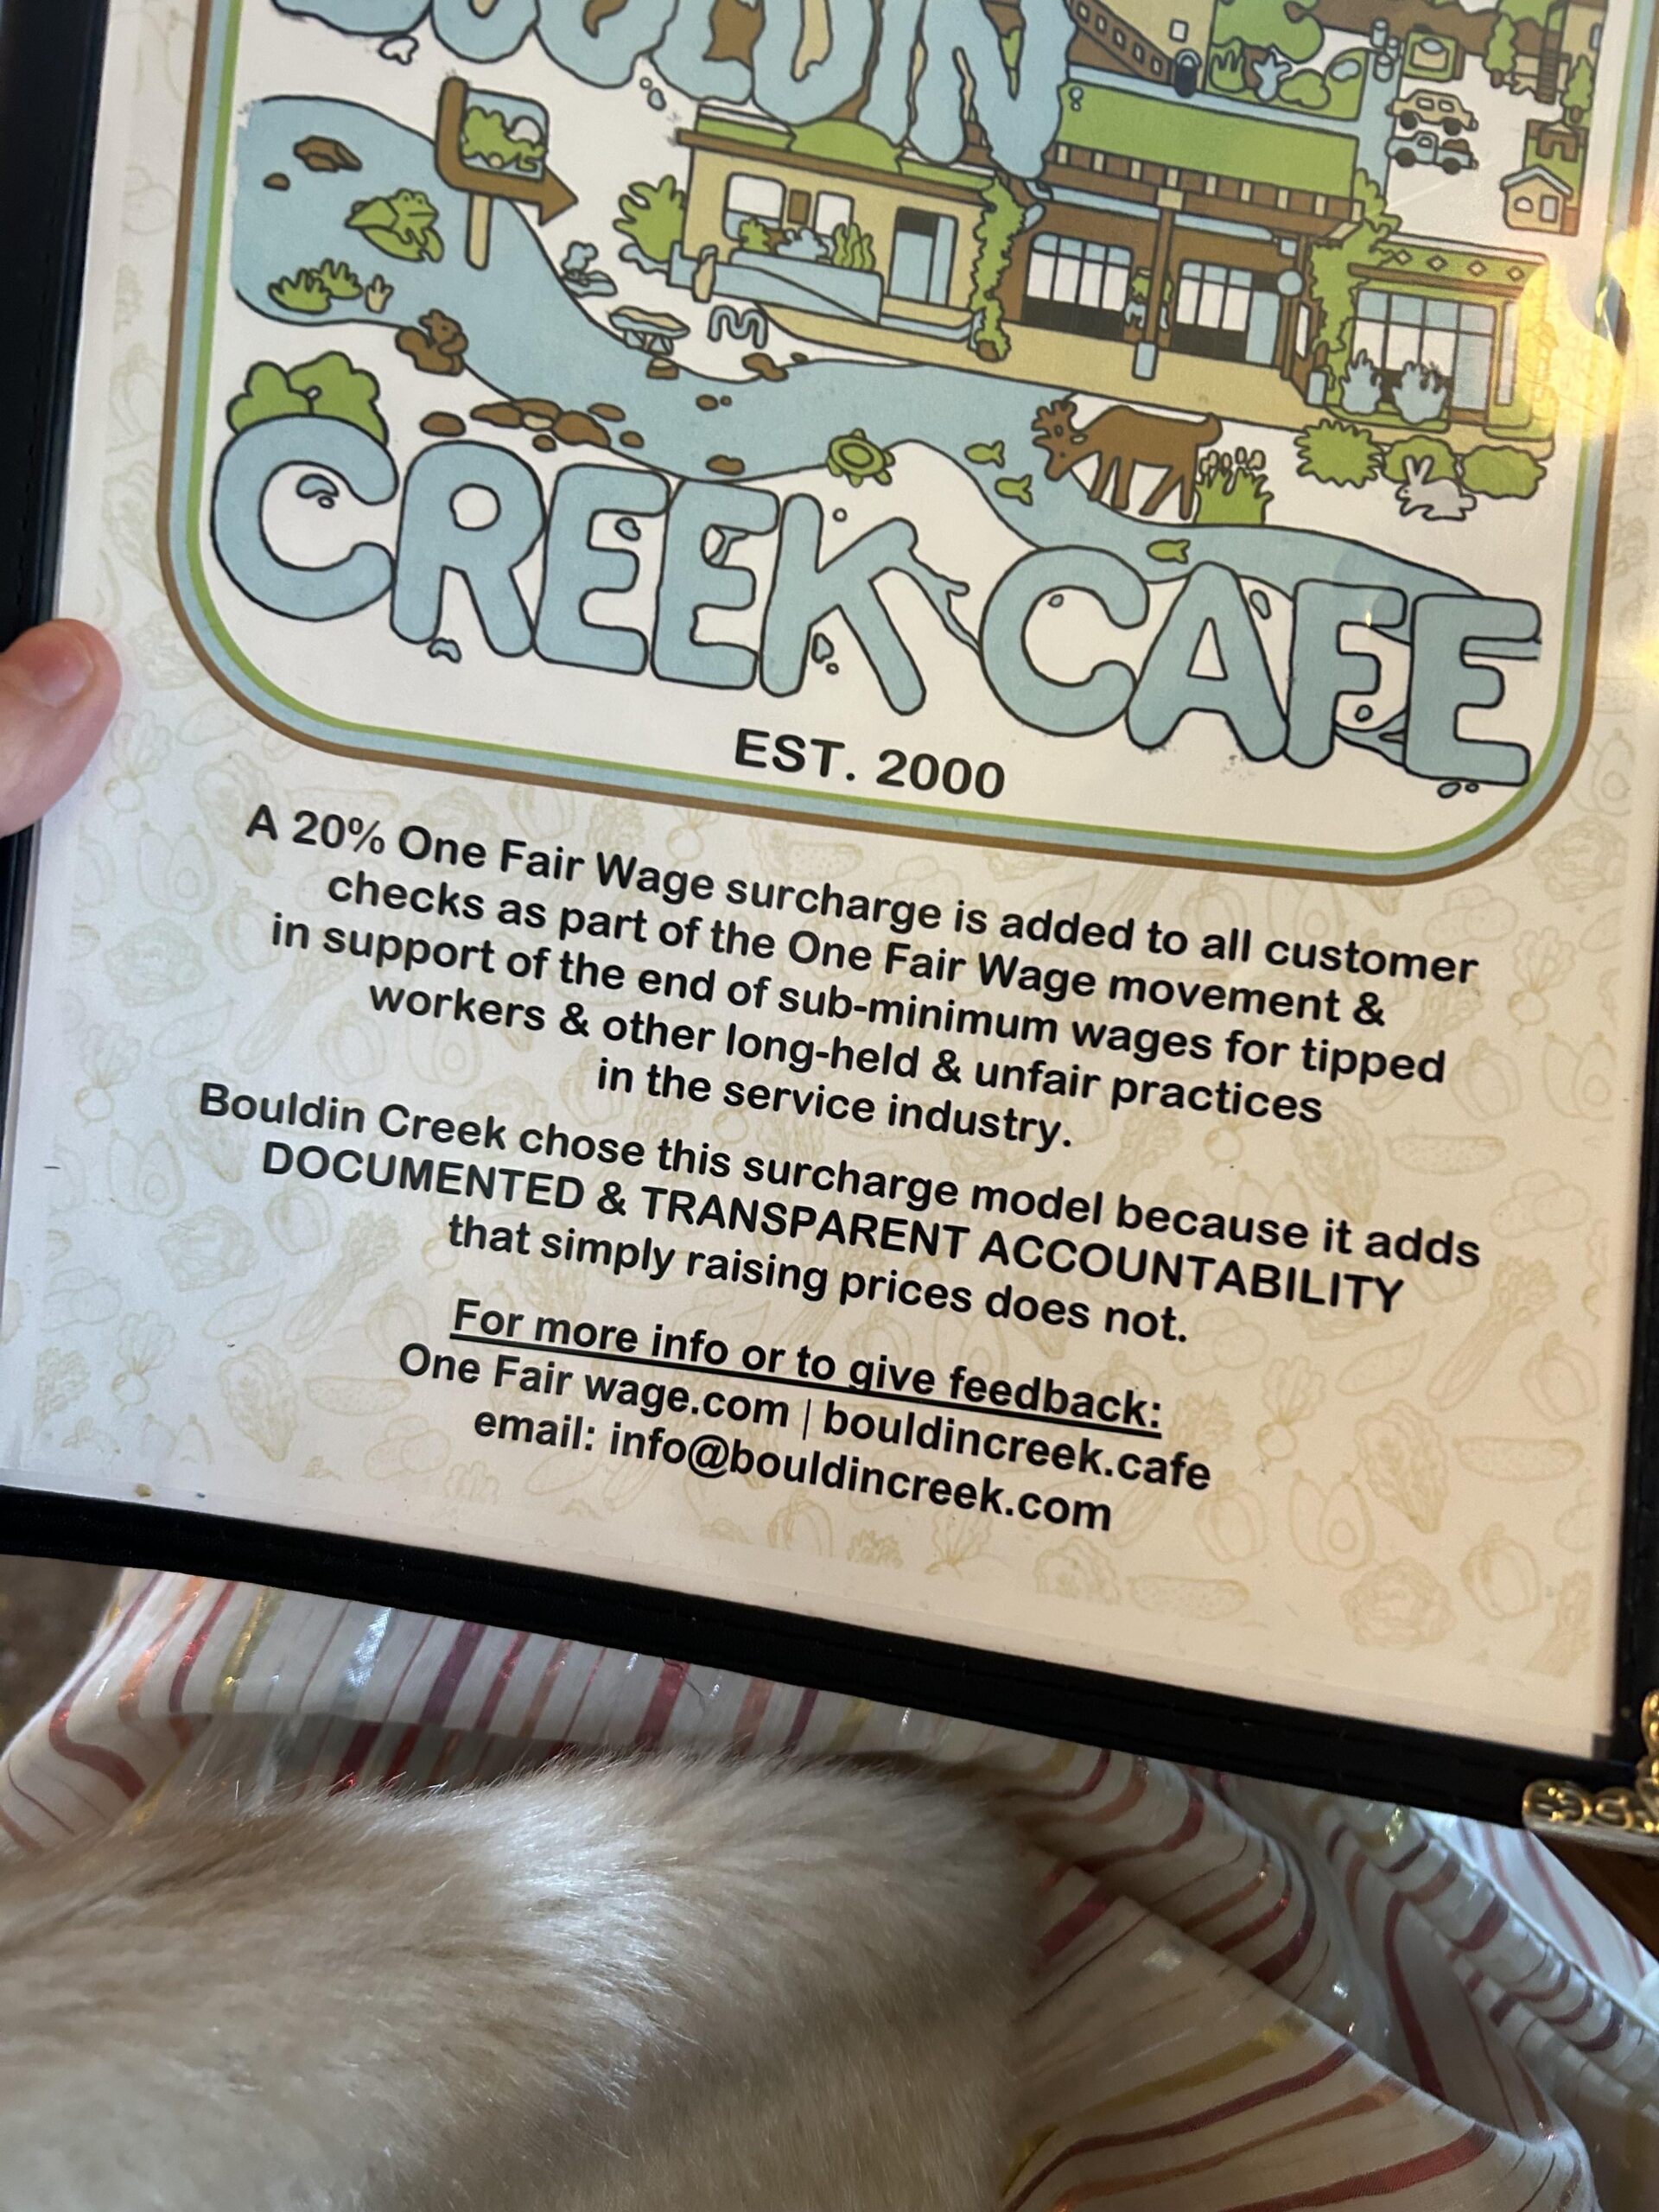 BOULDIN
CREEK CAFE
EST. 2000
A 20% One Fair Wage surcharge is added to all customer
checks as part of the One Fair Wage movement &
in support of the end of sub-minimum wages for tipped
workers & other long-held & unfair practices
in the service industry.
Bouldin Creek chose this surcharge model because it adds
DOCUMENTED & TRANSPARENT ACCOUNTABILITY
that simply raising prices does not.
For more info or to give feedback:
One Fair wage.com | bouldincreek.cafe
email: info@bouldincreek.com